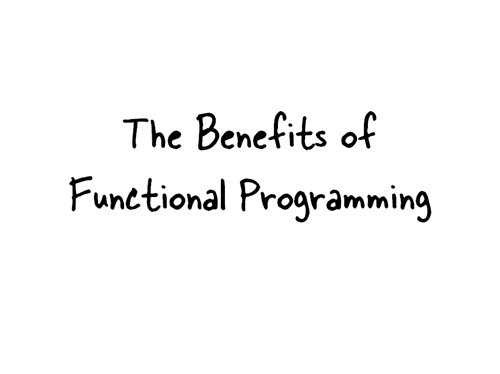 The Benefits of
Functional Programming